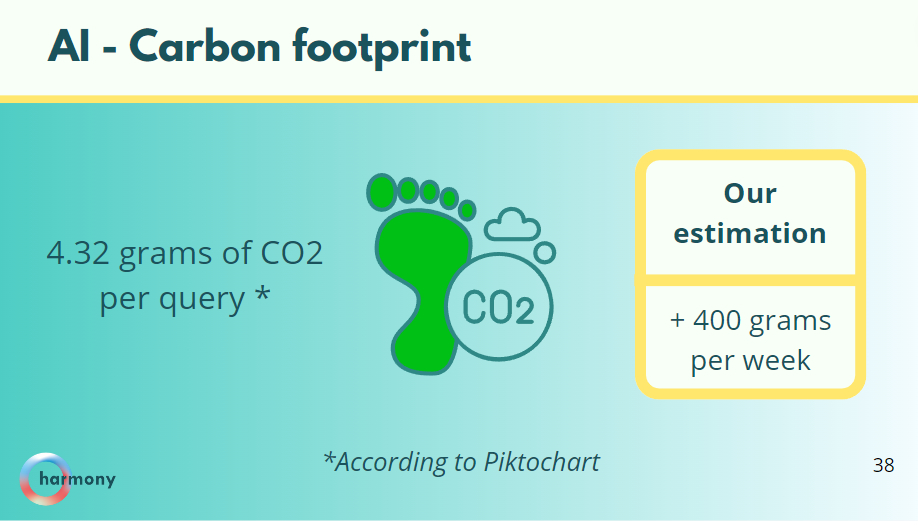 AI - Carbon footprint
4.32 grams of CO2
per query *
CO2
Our
estimation
+ 400 grams
per week
*According to Piktochart
harmony
38